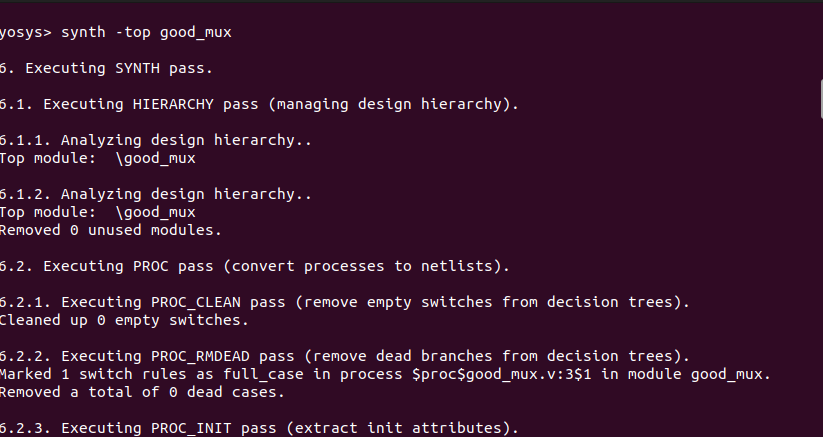 yosys> synth -top good_mux
6. Executing SYNTH pass.
6.1. Executing HIERARCHY pass (managing design hierarchy).
6.1.1. Analyzing design hierarchy..
Top module:  \good_mux
6.1.2. Analyzing design hierarchy..
Top module:  \good_mux
Removed 0 unused modules.
6.2. Executing PROC pass (convert processes to netlists).
6.2.1. Executing PROC_CLEAN pass (remove empty switches from decision trees).
Cleaned up 0 empty switches.
6.2.2. Executing PROC_RMDEAD pass (remove dead branches from decision trees).
Marked 1 switch rules as full_case in process $proc$good_mux.v:3$1 in module good_mux.
Removed a total of 0 dead cases.
6.2.3. Executing PROC_INIT pass (extract init attributes).